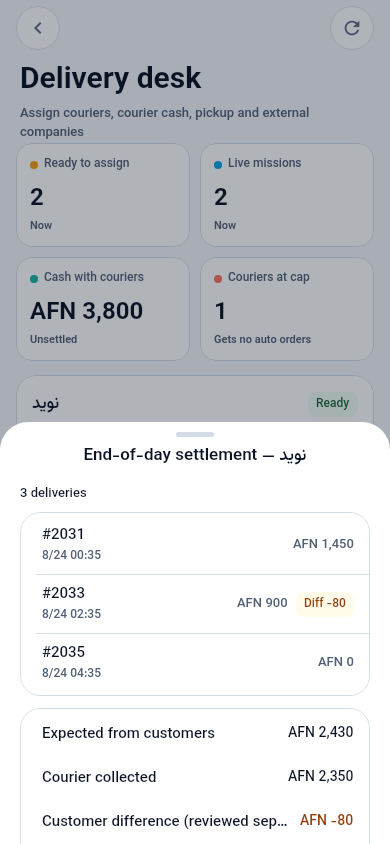 Delivery desk
Assign couriers, courier cash, pickup and external
companies
Ready to assign
2
Now
Live missions
2
Now
Cash with couriers
AFN 3,800
Unsettled
Couriers at cap
1
Gets no auto orders
نوید
Ready
End-of-day settlement — نوید
3 deliveries
#2031
8/24 00:35
AFN 1,450
#2033
8/24 02:35
AFN 900
Diff -80
#2035
8/24 04:35
AFN 0
Expected from customers
AFN 2,430
Courier collected
AFN 2,350
Customer difference (reviewed sep…
AFN -80